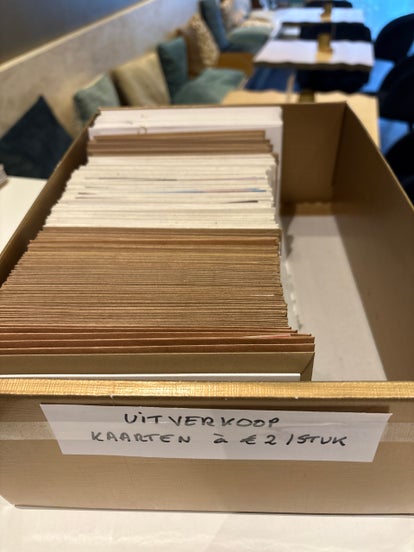 UITVERKOOP
KAARTEN à € 2 /STUK